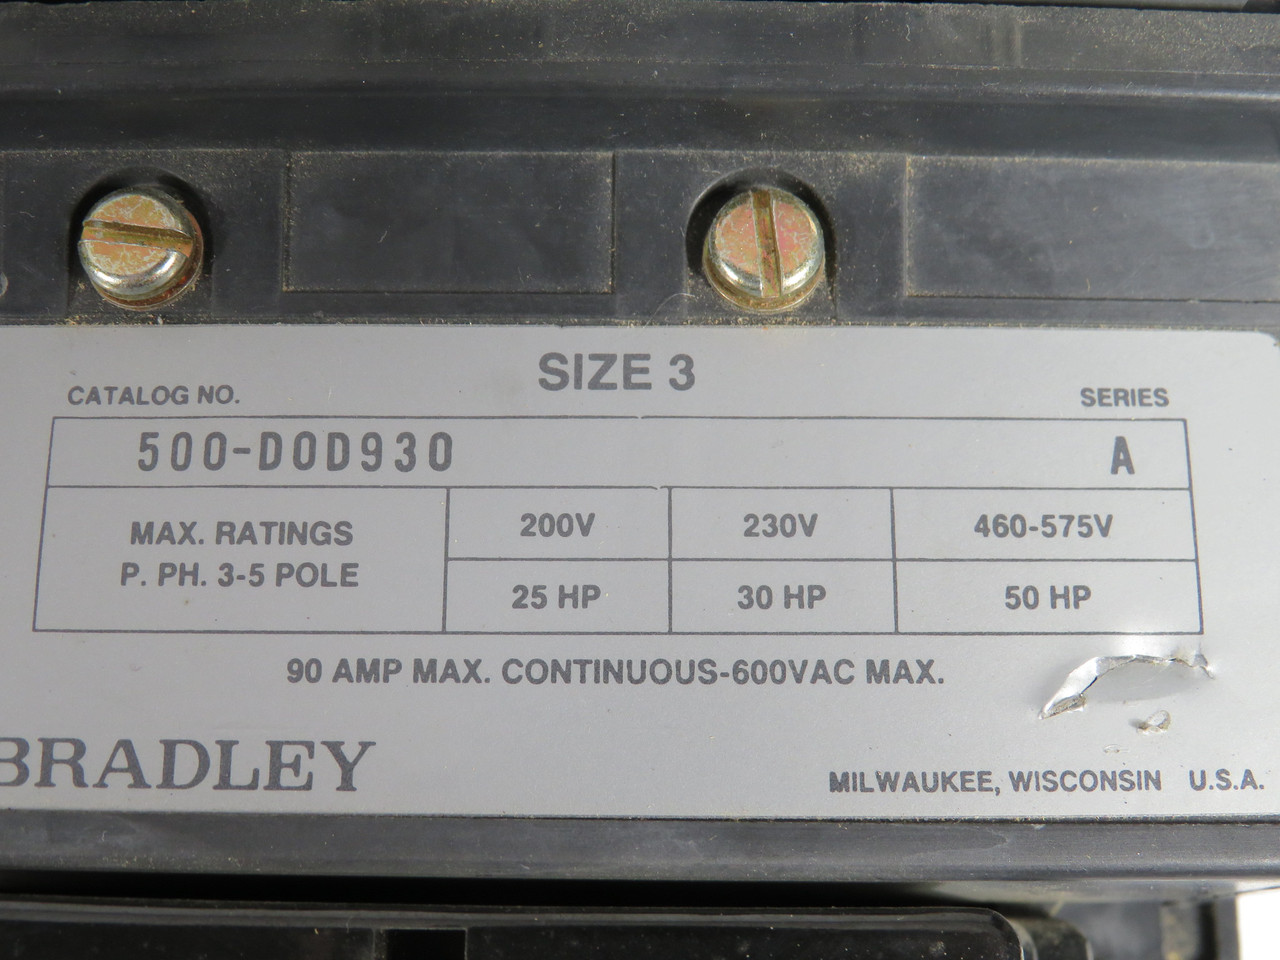 SIZE 3
CATALOG NO. SERIES
500-DOD930 A
MAX. RATINGS P. PH. 3-5 POLE
200V 230V 460-575V
25 HP 30 HP 50 HP
90 AMP MAX. CONTINUOUS-600VAC MAX.
BRADLEY
MILWAUKEE, WISCONSIN U.S.A.